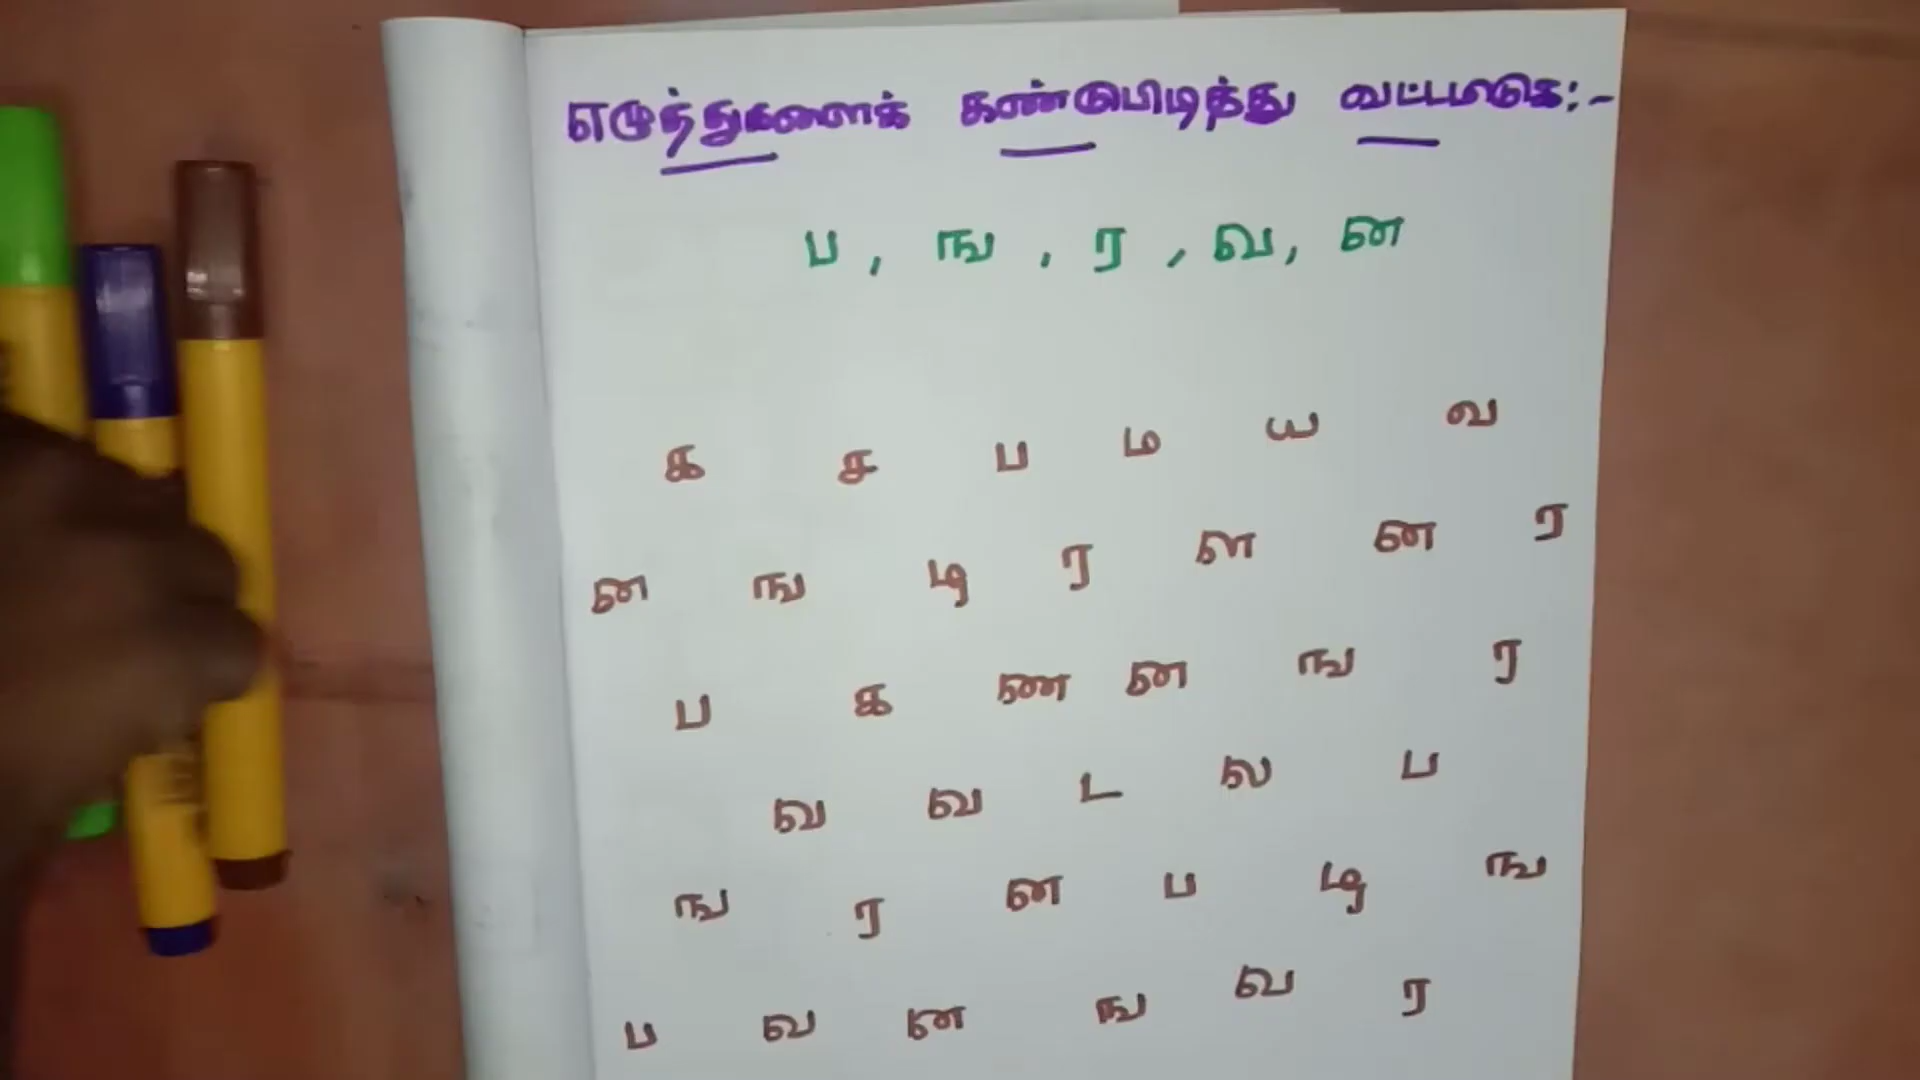 எழுத்துகளைக் கண்டுபிடித்து வட்டமிடுக:-
ப , ங , ர , வ, ன
க ச ப ம ய வ
ன ங டி ர ள ன ர
ப க ண ன ங ர
வ வ ட ல ப
ங ர ன ப டி ங
ப வ ன ங வ ர